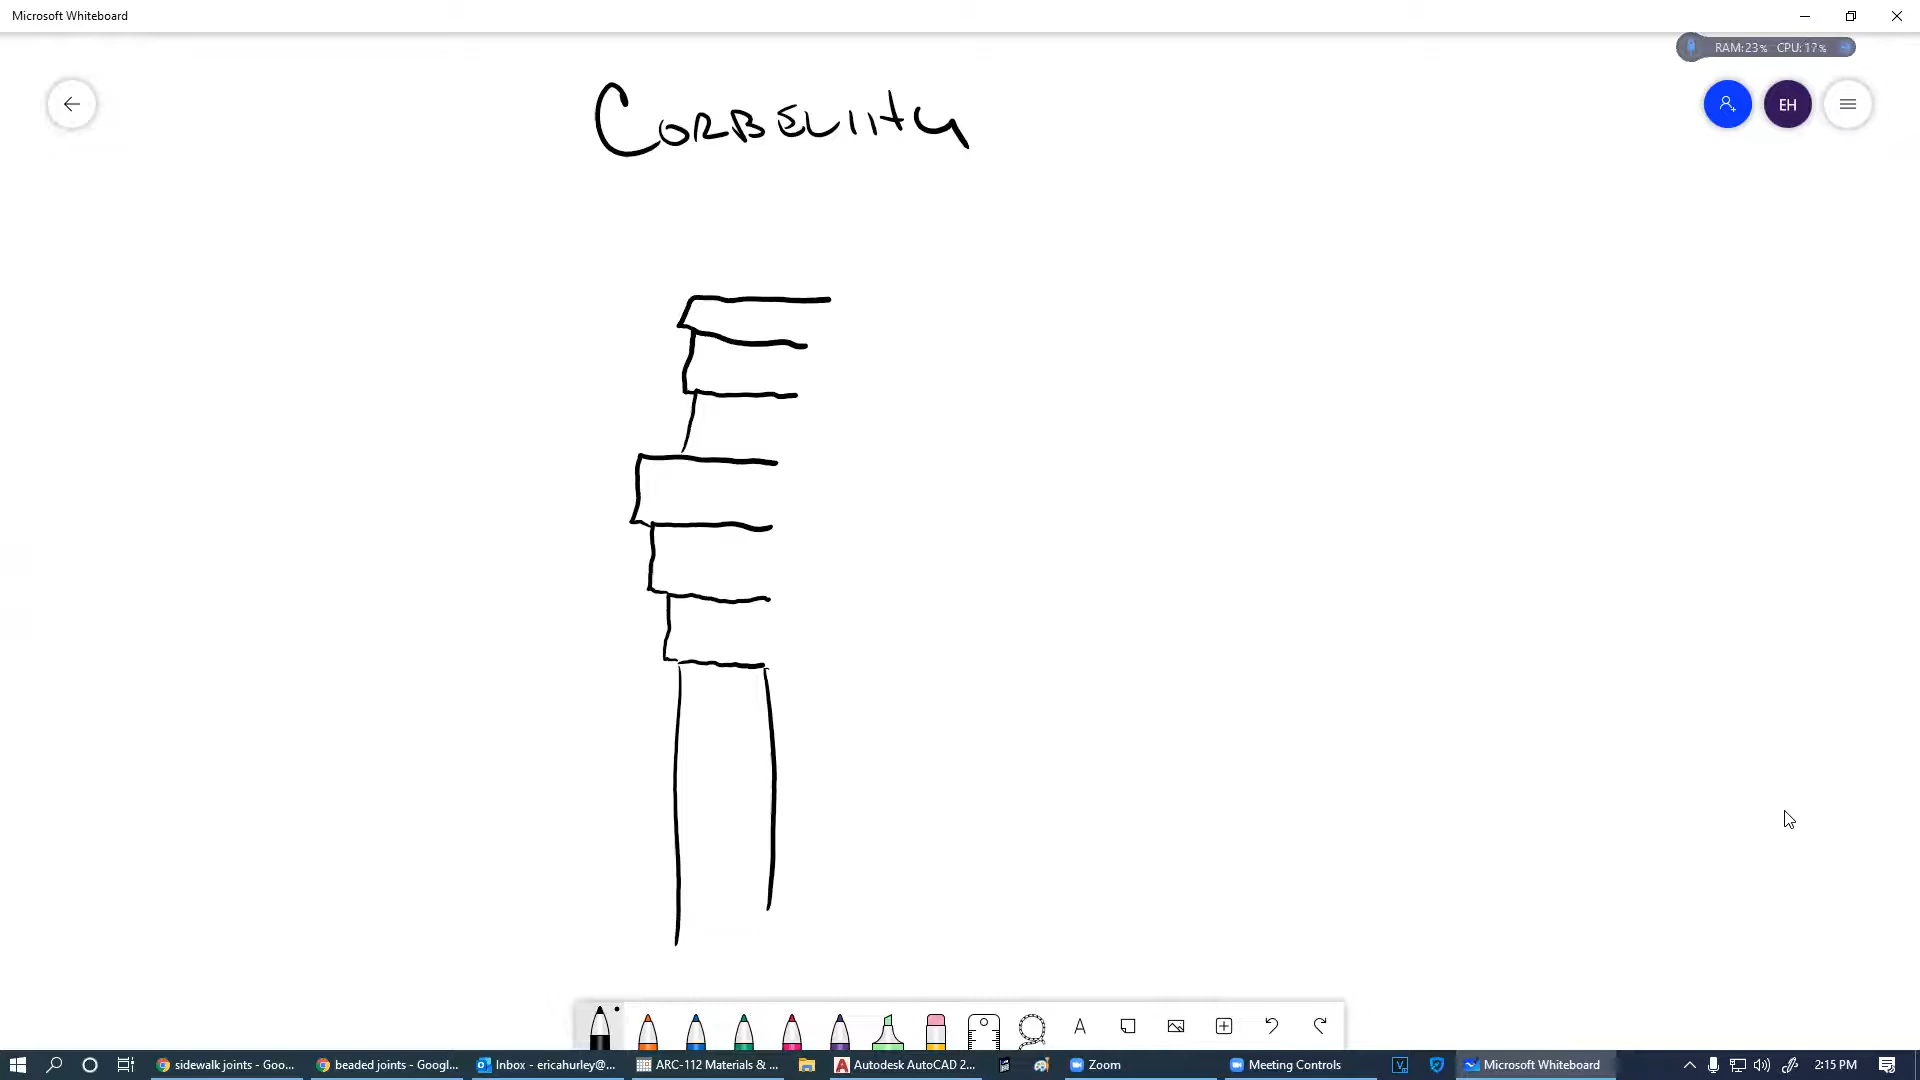 Microsoft Whiteboard
RAM:23% CPU:17%
EH
CORBELLING
A
sidewalk joints - Goo...
beaded joints - Googl...
Inbox - ericahurley@...
ARC-112 Materials & ...
Autodesk AutoCAD 2...
Zoom
Meeting Controls
Microsoft Whiteboard
2:15 PM